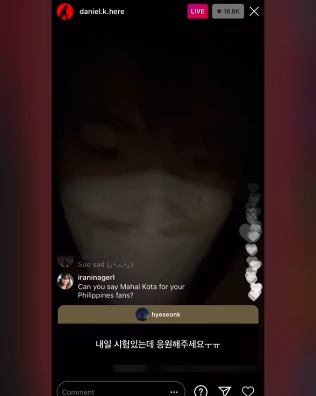 daniel.k.here
LIVE
18.8K
Soo sad (｡•́︿•̀｡)
iraninagerl
Can you say Mahal Kota for your
Philippines fans?
hyeseonk
내일 시험있는데 응원해주세요ㅜㅠ
Comment